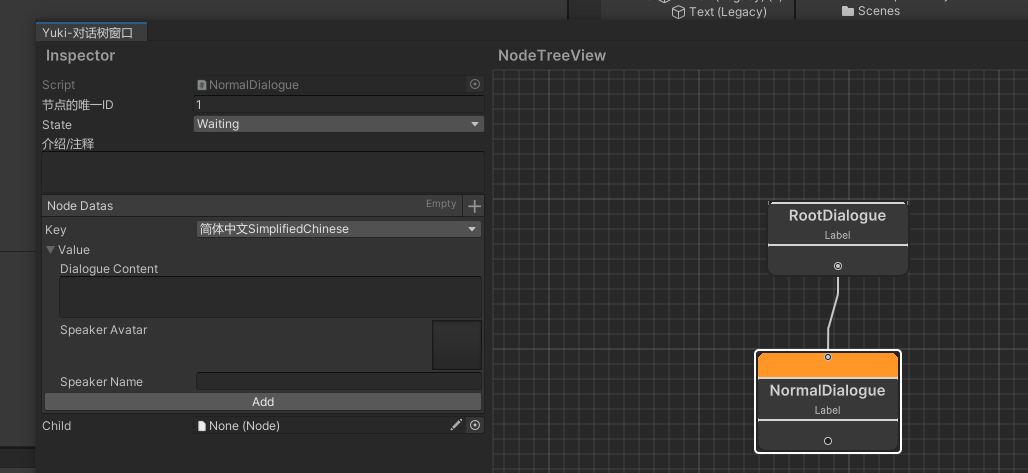 Text (Legacy)
Scenes
Yuki-对话树窗口
Inspector
NodeTreeView
Script
NormalDialogue
节点的唯一ID
1
State
Waiting
介绍/注释
Node Datas
Empty
Key
简体中文SimplifiedChinese
Value
Dialogue Content
Speaker Avatar
Speaker Name
Add
Child
None (Node)
RootDialogue
Label
NormalDialogue
Label